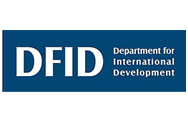 DFID
Department for
International
Development